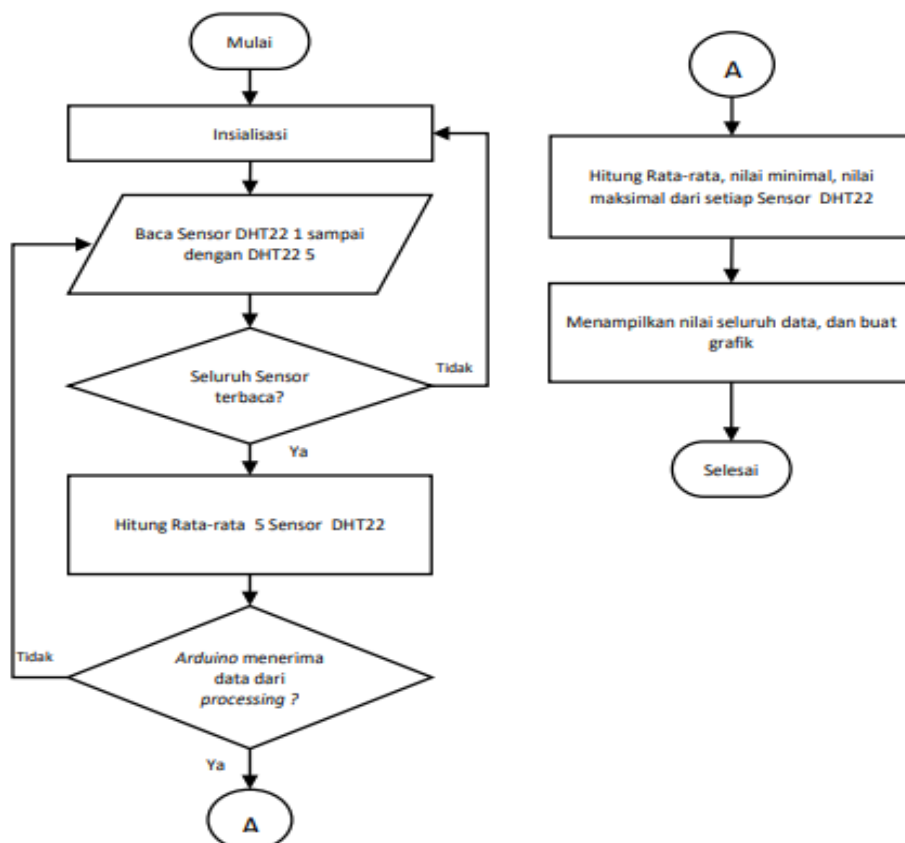 Mulai
Insialisasi
Baca Sensor DHT22 1 sampai
dengan DHT22 5
Seluruh Sensor
terbaca?
Tidak
Ya
Hitung Rata-rata 5 Sensor DHT22
Arduino menerima
data dari
processing ?
Tidak
Ya
A
A
Hitung Rata-rata, nilai minimal, nilai
maksimal dari setiap Sensor DHT22
Menampilkan nilai seluruh data, dan buat
grafik
Selesai